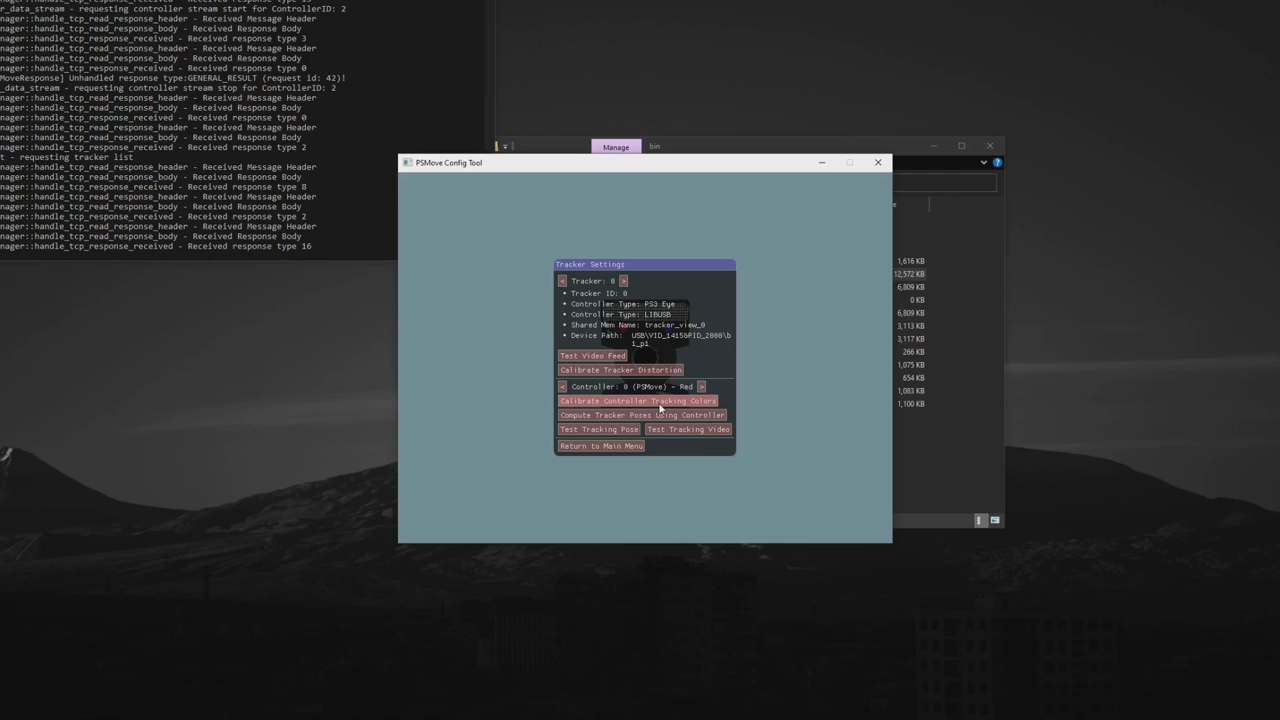 nager::handle_tcp_response_received - Received response type 15
r_data_stream - requesting controller stream start for ControllerID: 2
nager::handle_tcp_read_response_header - Received Message Header
nager::handle_tcp_read_response_body - Received Response Body
nager::handle_tcp_response_received - Received response type 3
nager::handle_tcp_read_response_header - Received Message Header
nager::handle_tcp_read_response_body - Received Response Body
nager::handle_tcp_response_received - Received response type 0
MoveResponse] Unhandled response type:GENERAL_RESULT (request id: 42)!
_data_stream - requesting controller stream stop for ControllerID: 2
nager::handle_tcp_read_response_header - Received Message Header
nager::handle_tcp_read_response_body - Received Response Body
nager::handle_tcp_response_received - Received response type 0
nager::handle_tcp_read_response_header - Received Message Header
nager::handle_tcp_read_response_body - Received Response Body
nager::handle_tcp_response_received - Received response type 2
t - requesting tracker list
nager::handle_tcp_read_response_header - Received Message Header
nager::handle_tcp_read_response_body - Received Response Body
nager::handle_tcp_response_received - Received response type 8
nager::handle_tcp_read_response_header - Received Message Header
nager::handle_tcp_read_response_body - Received Response Body
nager::handle_tcp_response_received - Received response type 2
nager::handle_tcp_read_response_header - Received Message Header
nager::handle_tcp_read_response_body - Received Response Body
nager::handle_tcp_response_received - Received response type 16
Manage bin
PSMove Config Tool
Tracker Settings
< Tracker: 0 >
• Tracker ID: 0
• Controller Type: PS3 Eye
• Controller Type: LIBUSB
• Shared Mem Name: tracker_view_0
• Device Path: USB\VID_1415&PID_2000\b
1_p1
Test Video Feed
Calibrate Tracker Distortion
< Controller: 0 (PSMove) - Red >
Calibrate Controller Tracking Colors
Compute Tracker Poses Using Controller
Test Tracking Pose Test Tracking Video
Return to Main Menu
e
1,616 KB
12,572 KB
6,809 KB
0 KB
6,809 KB
3,113 KB
3,117 KB
266 KB
1,075 KB
654 KB
1,083 KB
1,100 KB